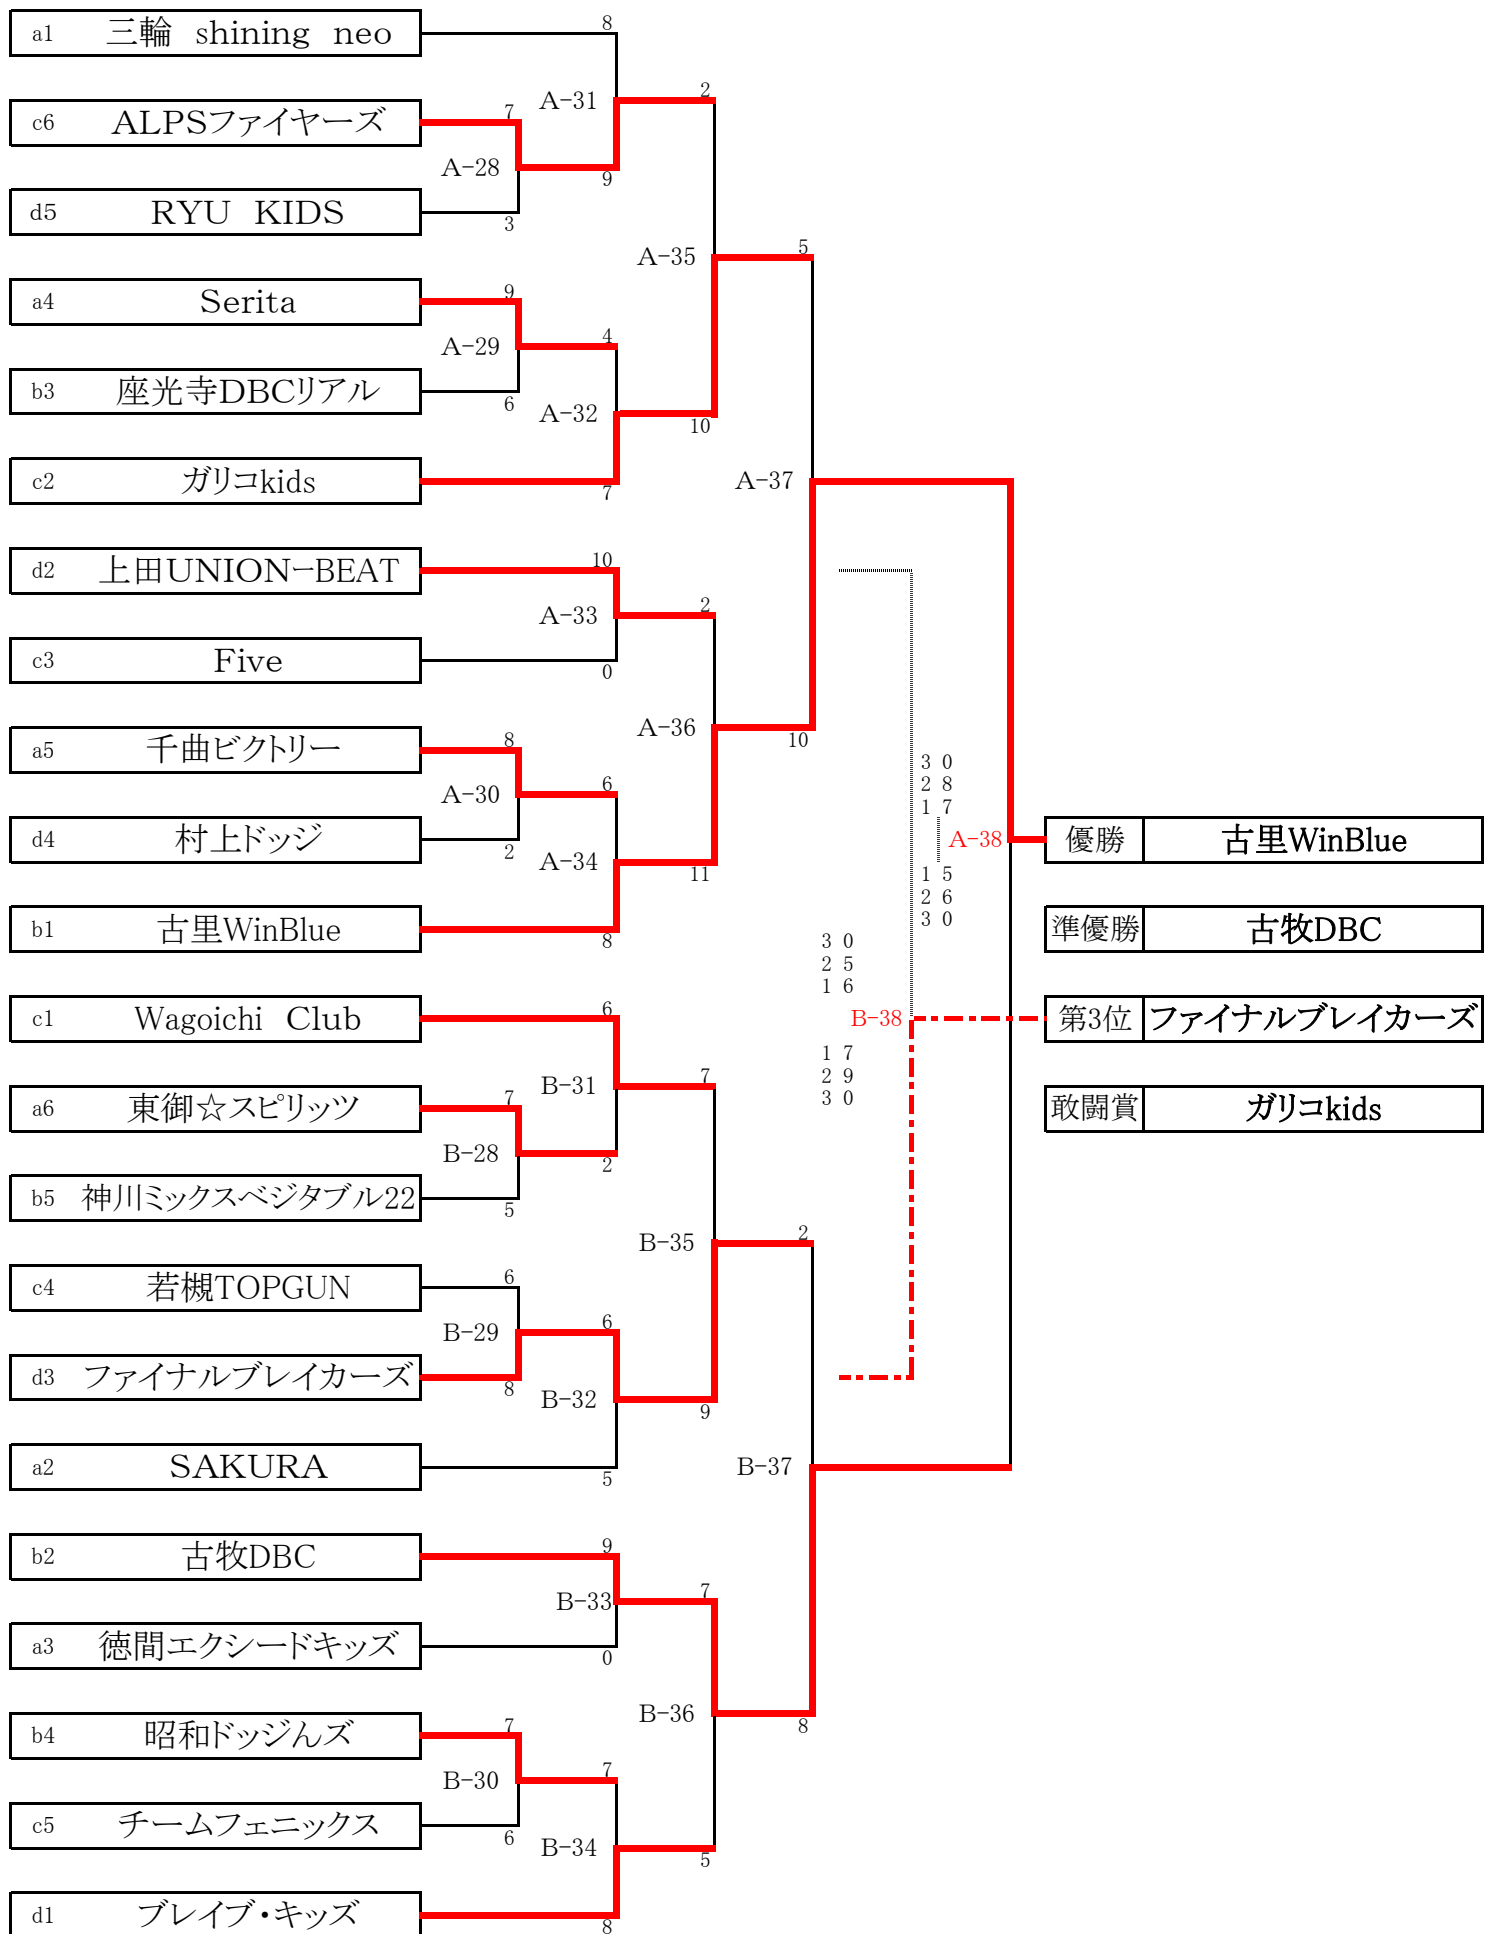 a1 三輪 shining neo
8
A-31
2
c6 ALPSファイヤーズ
7
A-28
9
d5 RYU KIDS
3
A-35
5
a4 Serita
9
A-29
4
b3 座光寺DBCリアル
6
A-32
10
c2 ガリコkids
7
A-37
d2 上田UNIONーBEAT
10
A-33
2
c3 Five
0
A-36
10
a5 千曲ビクトリー
8
A-30
6
d4 村上ドッジ
2
A-34
11
b1 古里WinBlue
8
3 0
2 8
1 7
A-38
1 5
2 6
3 0
優勝 古里WinBlue
準優勝 古牧DBC
3 0
2 5
1 6
B-38
1 7
2 9
3 0
第3位 ファイナルブレイカーズ
敢闘賞 ガリコkids
c1 Wagoichi Club
6
B-31
7
a6 東御☆スピリッツ
7
B-28
2
b5 神川ミックスベジタブル22
5
B-35
2
c4 若槻TOPGUN
6
B-29
6
d3 ファイナルブレイカーズ
8
B-32
9
a2 SAKURA
5
B-37
b2 古牧DBC
9
B-33
7
a3 徳間エクシードキッズ
0
B-36
8
b4 昭和ドッジんズ
7
B-30
7
c5 チームフェニックス
6
B-34
5
d1 ブレイブ・キッズ
8